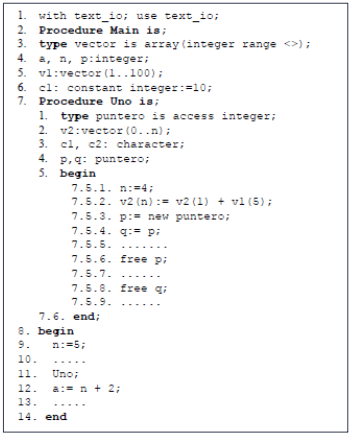 1. with text_io; use text_io;
2. Procedure Main is;
3. type vector is array(integer range <>);
4. a, n, p:integer;
5. v1:vector(1..100);
6. c1: constant integer:=10;
7. Procedure Uno is;
1. type puntero is access integer;
2. v2:vector(0..n);
3. c1, c2: character;
4. p,q: puntero;
5. begin
7.5.1. n:=4;
7.5.2. v2(n):= v2(1) + v1(5);
7.5.3. p:= new puntero;
7.5.4. q:= p;
7.5.5. .......
7.5.6. free p;
7.5.7. ......
7.5.8. free q;
7.5.9. ......
7.6. end;
8. begin
9. n:=5;
10. .....
11. Uno;
12. a:= n + 2;
13. .....
14. end